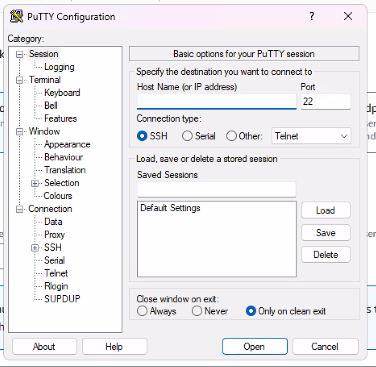 PuTTY Configuration
?
Category:
Session
Logging
Terminal
Keyboard
Bell
Features
Window
Appearance
Behaviour
Translation
Selection
Colours
Connection
Data
Proxy
SSH
Serial
Telnet
Rlogin
SUPDUP
Basic options for your PuTTY session
Specify the destination you want to connect to
Host Name (or IP address) Port
22
Connection type:
SSH Serial Other: Telnet
Load, save or delete a stored session
Saved Sessions
Default Settings
Load
Save
Delete
Close window on exit:
Always Never Only on clean exit
About Help Open Cancel